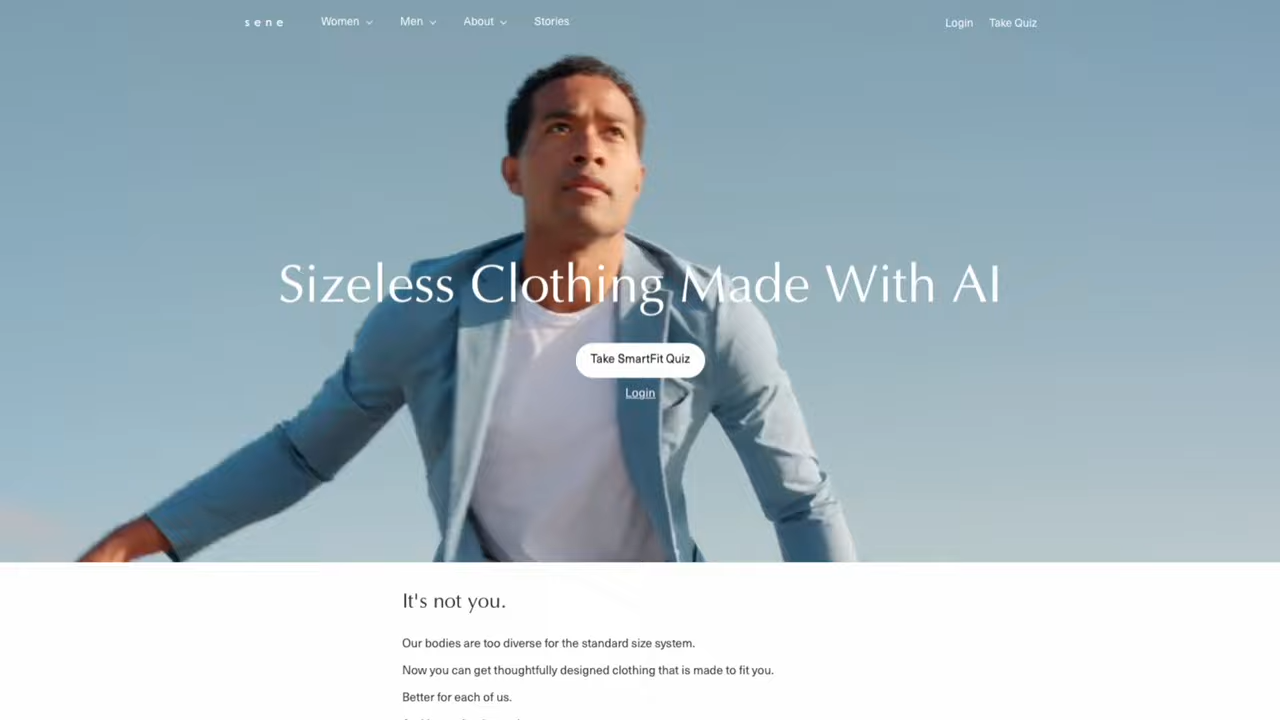 sene Women Men About Stories Login Take Quiz
Sizeless Clothing Made With AI
Take SmartFit Quiz
Login
It's not you.
Our bodies are too diverse for the standard size system.
Now you can get thoughtfully designed clothing that is made to fit you.
Better for each of us.